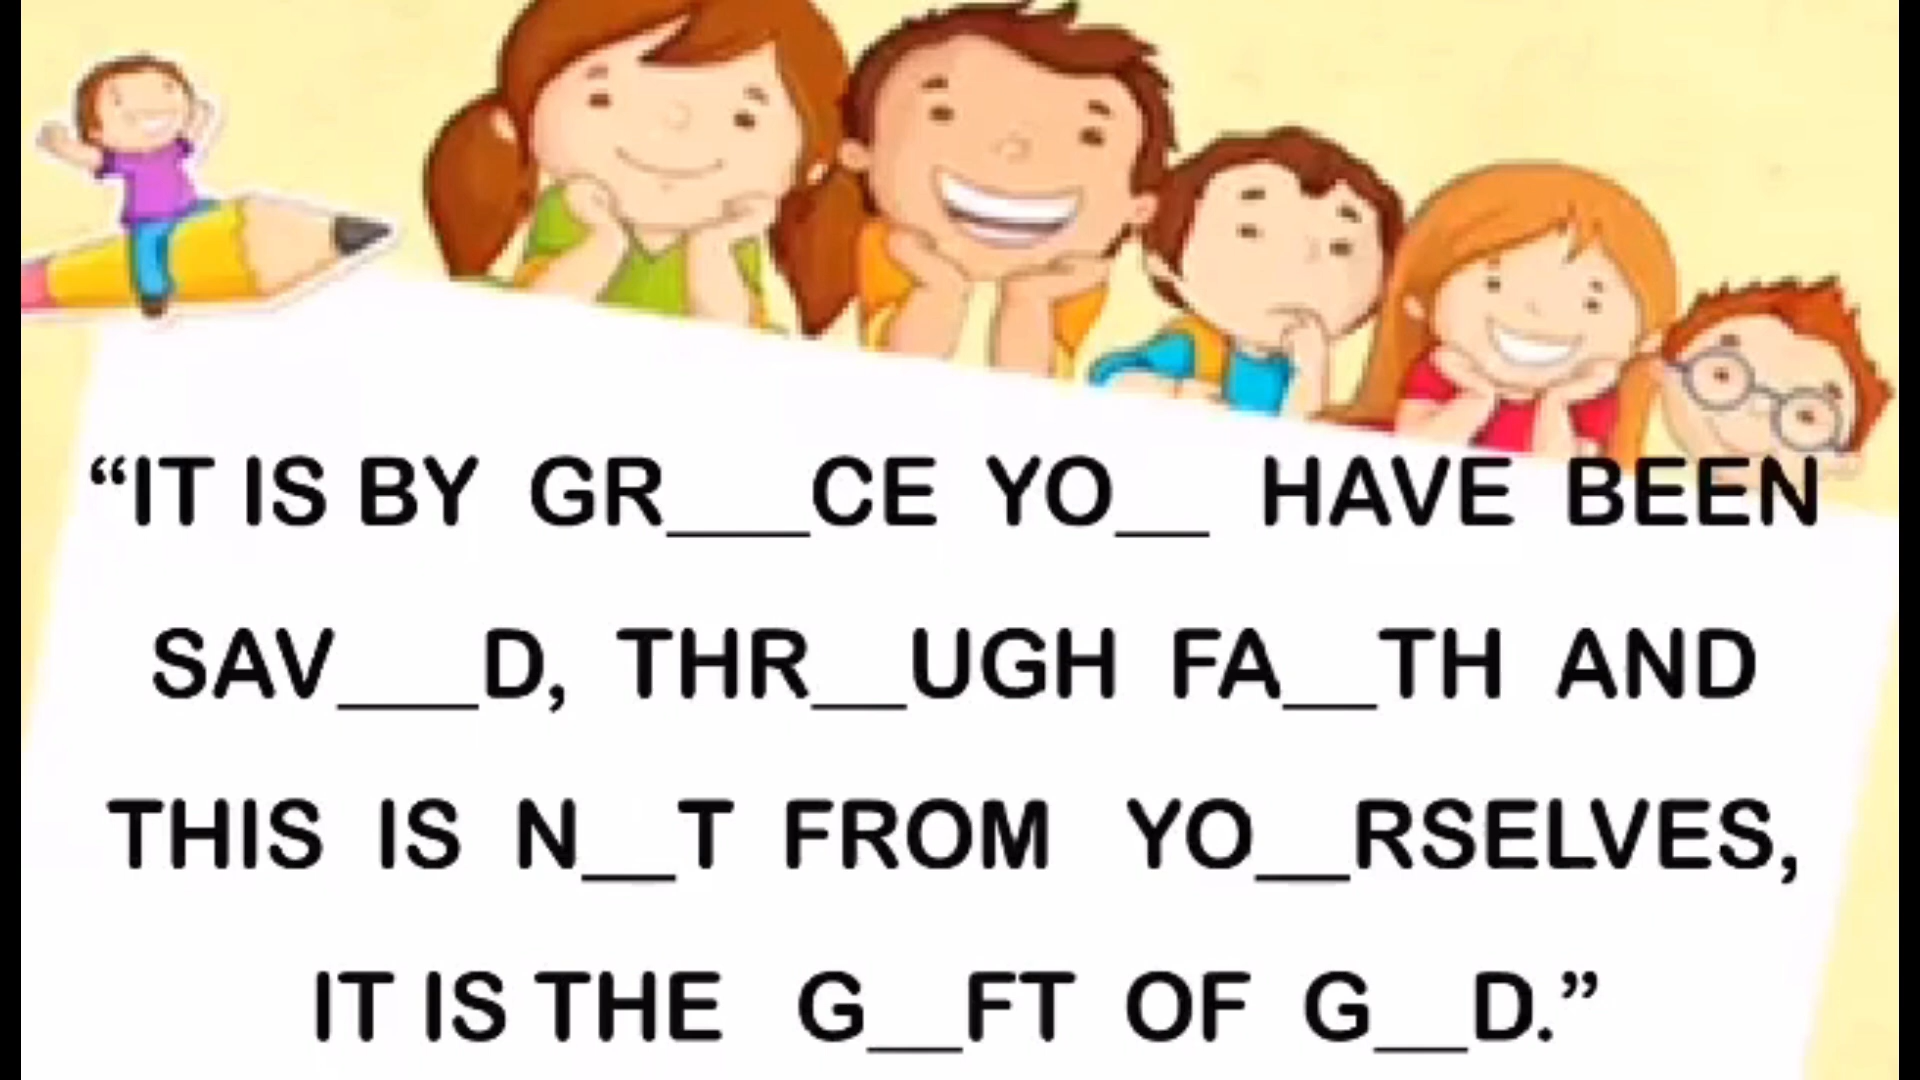 “IT IS BY GR___CE YO__ HAVE BEEN
SAV___D, THR__UGH FA__TH AND
THIS IS N__T FROM YO__RSELVES,
IT IS THE G__FT OF G__D.”